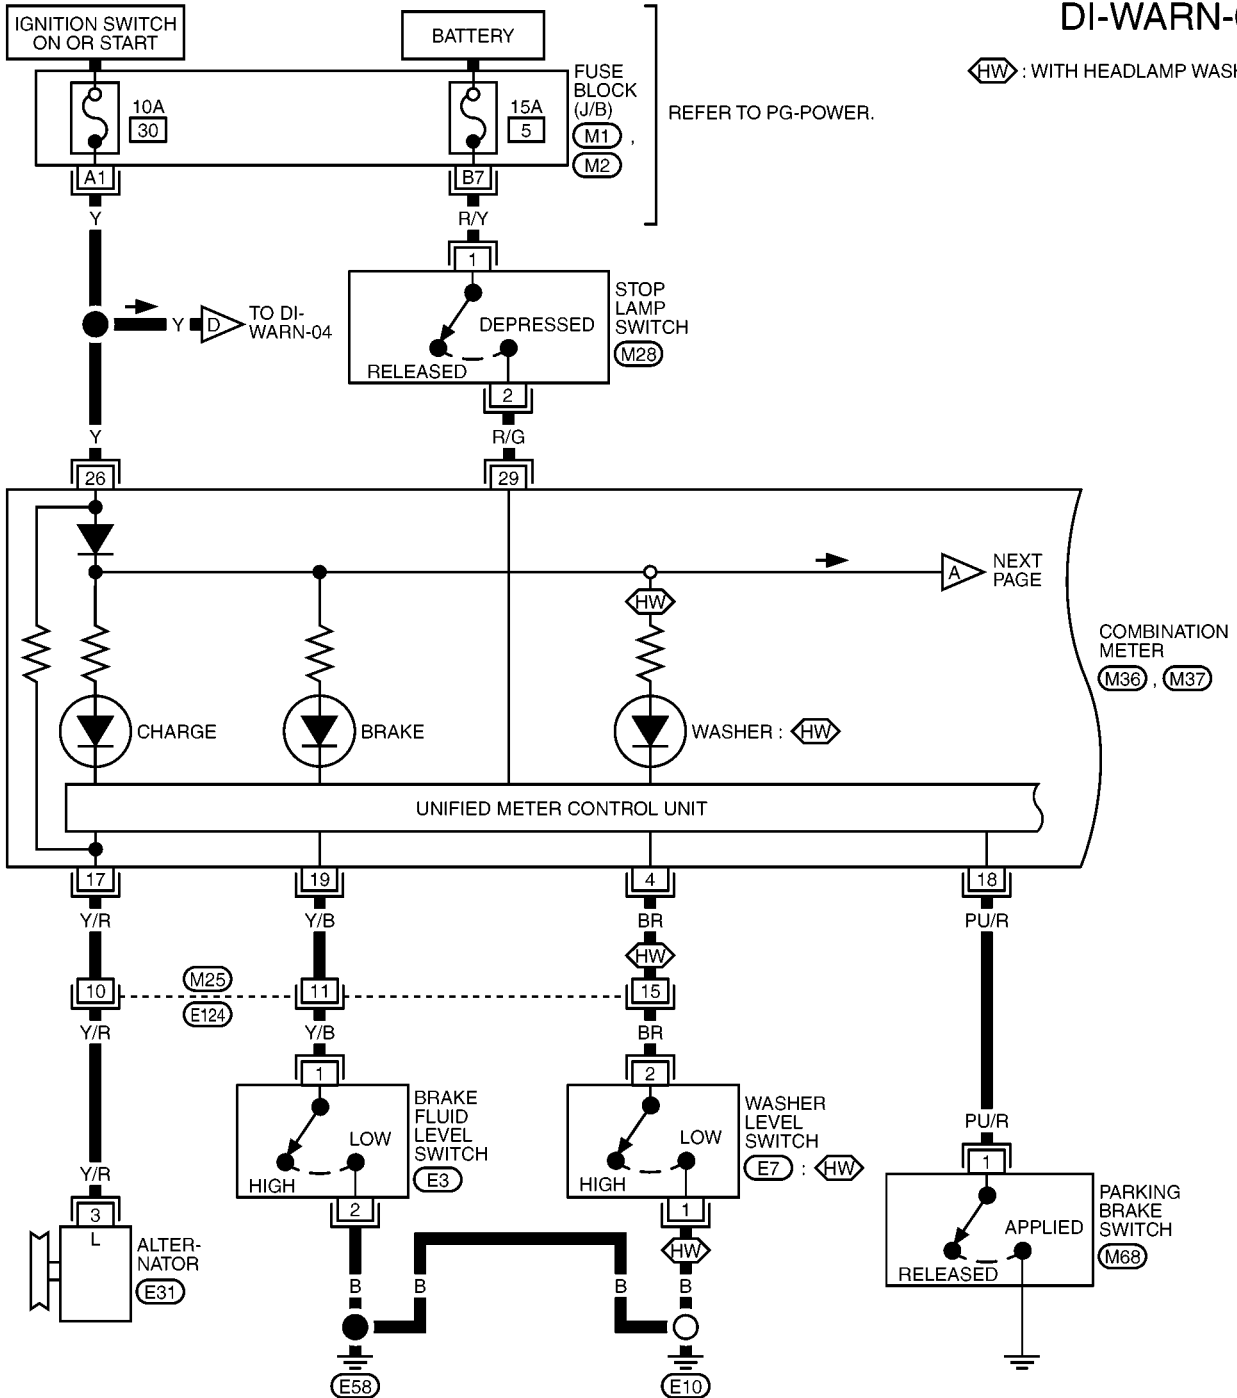 DI-WARN-
IGNITION SWITCH
ON OR START
BATTERY
HW : WITH HEADLAMP WASH
FUSE
BLOCK
(J/B)
M1 ,
M2
10A
30
15A
5
REFER TO PG-POWER.
A1
B7
Y
R/Y
1
STOP
LAMP
SWITCH
M28
DEPRESSED
RELEASED
2
Y D TO DI-
WARN-04
Y
R/G
26
29
A NEXT
PAGE
HW
COMBINATION
METER
M36 , M37
CHARGE
BRAKE
WASHER : HW
UNIFIED METER CONTROL UNIT
17
19
4
18
Y/R
Y/B
BR
PU/R
HW
M25
10
11
15
E124
Y/R
Y/B
BR
1
2
BRAKE
FLUID
LEVEL
SWITCH
E3
LOW
HIGH
WASHER
LEVEL
SWITCH
E7 : HW
LOW
HIGH
PU/R
1
Y/R
3
L
2
1
ALTER-
NATOR
E31
HW
PARKING
BRAKE
SWITCH
M68
APPLIED
RELEASED
B
B
B
B
E58
E10